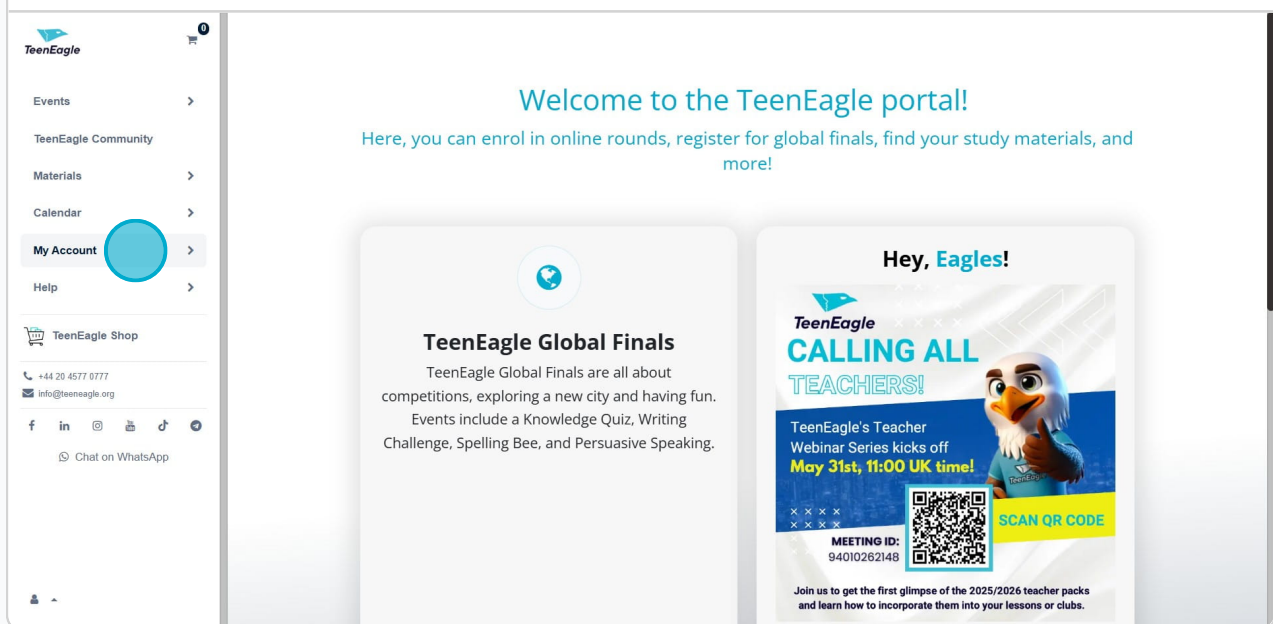 TeenEagle
0
Events
TeenEagle Community
Materials
Calendar
My Account
Help
TeenEagle Shop
+44 20 4577 0777
info@teeneagle.org
Chat on WhatsApp
Welcome to the TeenEagle portal!
Here, you can enrol in online rounds, register for global finals, find your study materials, and
more!
TeenEagle Global Finals
TeenEagle Global Finals are all about
competitions, exploring a new city and having fun.
Events include a Knowledge Quiz, Writing
Challenge, Spelling Bee, and Persuasive Speaking.
Hey, Eagles!
TeenEagle
CALLING ALL
TEACHERS!
TeenEagle's Teacher
Webinar Series kicks off
May 31st, 11:00 UK time!
SCAN QR CODE
MEETING ID:
94010262148
Join us to get the first glimpse of the 2025/2026 teacher packs
and learn how to incorporate them into your lessons or clubs.